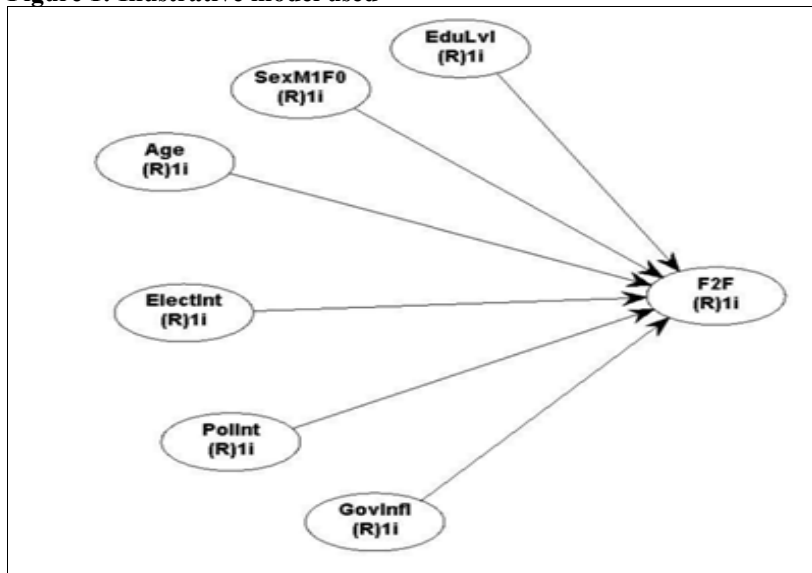 Figure 1: Illustrative model used
EduLvl
(R)1i
SexM1F0
(R)1i
Age
(R)1i
ElectInt
(R)1i
F2F
(R)1i
PolInt
(R)1i
GovInfl
(R)1i